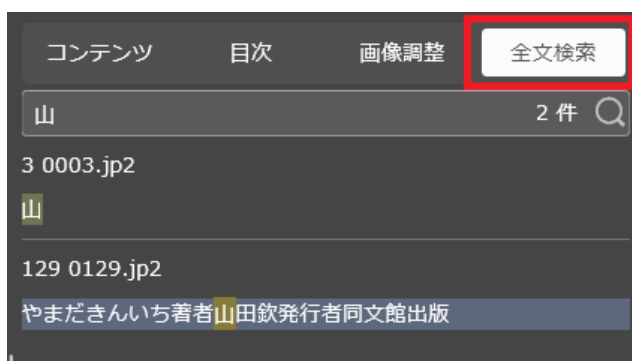 コンテンツ 目次 画像調整 全文検索
山 2 件
3 0003.jp2
山
129 0129.jp2
やまだきんいち著者山田欽発行者同文館出版